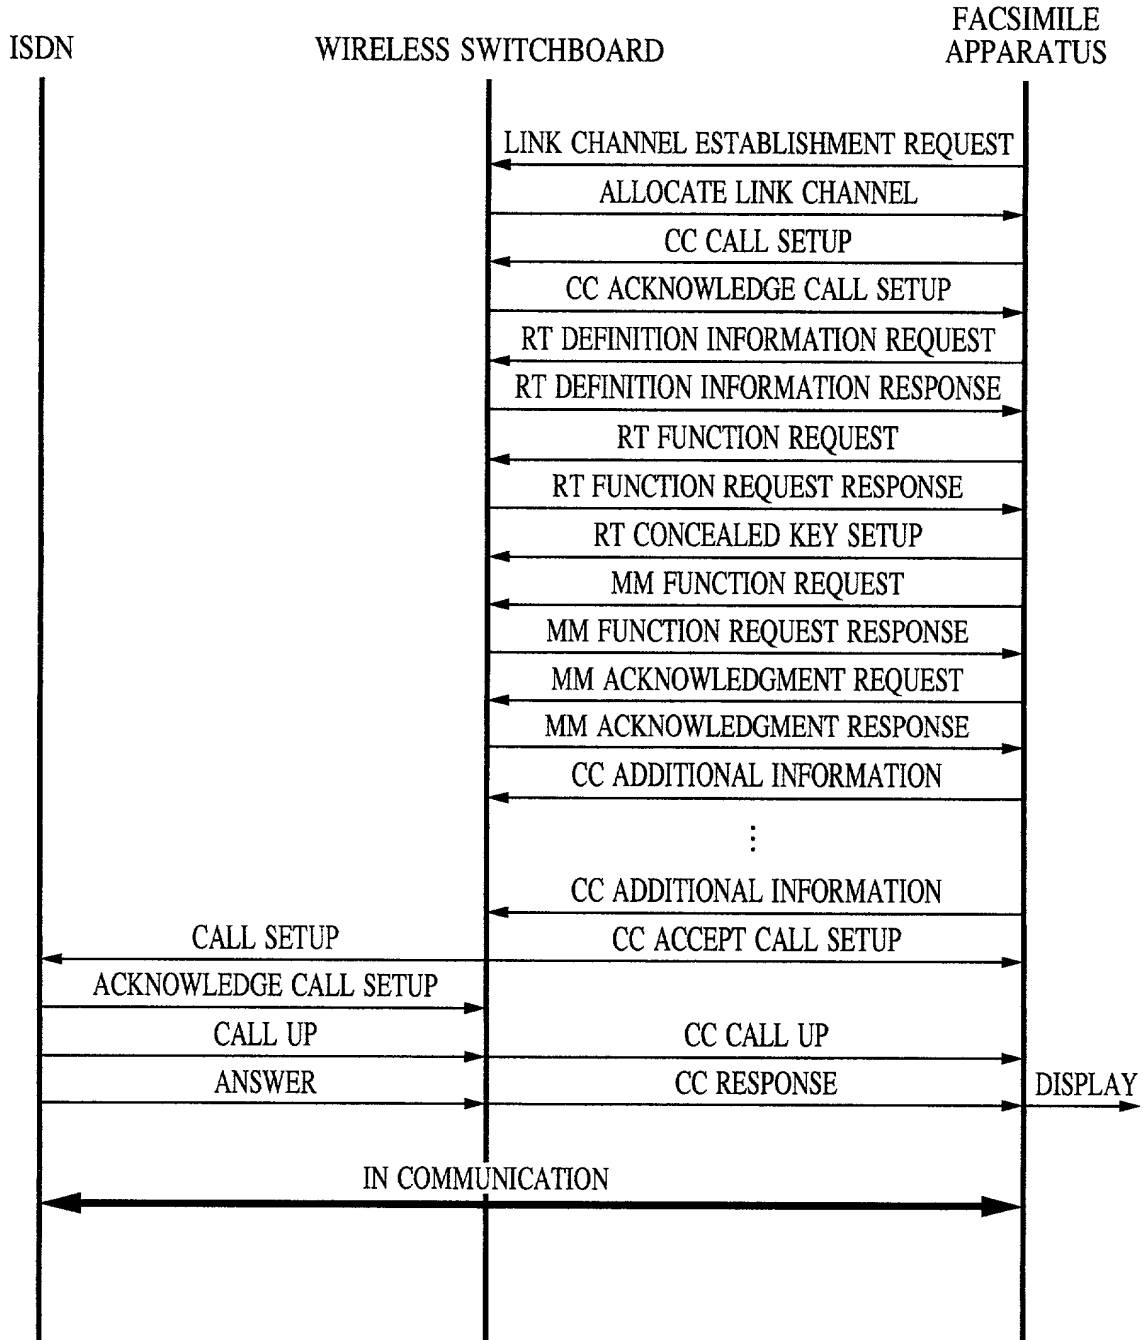 ISDN
WIRELESS SWITCHBOARD
FACSIMILE
APPARATUS
LINK CHANNEL ESTABLISHMENT REQUEST
ALLOCATE LINK CHANNEL
CC CALL SETUP
CC ACKNOWLEDGE CALL SETUP
RT DEFINITION INFORMATION REQUEST
RT DEFINITION INFORMATION RESPONSE
RT FUNCTION REQUEST
RT FUNCTION REQUEST RESPONSE
RT CONCEALED KEY SETUP
MM FUNCTION REQUEST
MM FUNCTION REQUEST RESPONSE
MM ACKNOWLEDGMENT REQUEST
MM ACKNOWLEDGMENT RESPONSE
CC ADDITIONAL INFORMATION
⋮
CC ADDITIONAL INFORMATION
CALL SETUP
CC ACCEPT CALL SETUP
ACKNOWLEDGE CALL SETUP
CALL UP
CC CALL UP
ANSWER
CC RESPONSE
DISPLAY
IN COMMUNICATION